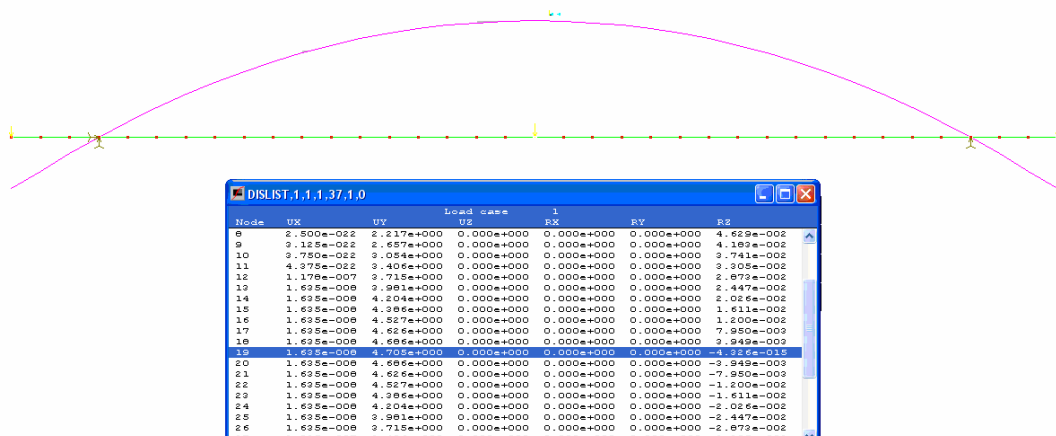 DISLIST,1,1,1,37,1,0
Load case 1
Node UX UY UZ RX RY RZ
8 2.500e-022 2.217e+000 0.000e+000 0.000e+000 0.000e+000 4.629e-002
9 3.125e-022 2.657e+000 0.000e+000 0.000e+000 0.000e+000 4.183e-002
10 3.750e-022 3.054e+000 0.000e+000 0.000e+000 0.000e+000 3.741e-002
11 4.375e-022 3.406e+000 0.000e+000 0.000e+000 0.000e+000 3.305e-002
12 1.178e-007 3.715e+000 0.000e+000 0.000e+000 0.000e+000 2.873e-002
13 1.635e-008 3.981e+000 0.000e+000 0.000e+000 0.000e+000 2.447e-002
14 1.635e-008 4.204e+000 0.000e+000 0.000e+000 0.000e+000 2.026e-002
15 1.635e-008 4.386e+000 0.000e+000 0.000e+000 0.000e+000 1.611e-002
16 1.635e-008 4.527e+000 0.000e+000 0.000e+000 0.000e+000 1.200e-002
17 1.635e-008 4.626e+000 0.000e+000 0.000e+000 0.000e+000 7.950e-003
18 1.635e-008 4.686e+000 0.000e+000 0.000e+000 0.000e+000 3.949e-003
19 1.635e-008 4.705e+000 0.000e+000 0.000e+000 0.000e+000 -4.326e-015
20 1.635e-008 4.686e+000 0.000e+000 0.000e+000 0.000e+000 -3.949e-003
21 1.635e-008 4.626e+000 0.000e+000 0.000e+000 0.000e+000 -7.950e-003
22 1.635e-008 4.527e+000 0.000e+000 0.000e+000 0.000e+000 -1.200e-002
23 1.635e-008 4.386e+000 0.000e+000 0.000e+000 0.000e+000 -1.611e-002
24 1.635e-008 4.204e+000 0.000e+000 0.000e+000 0.000e+000 -2.026e-002
25 1.635e-008 3.981e+000 0.000e+000 0.000e+000 0.000e+000 -2.447e-002
26 1.635e-008 3.715e+000 0.000e+000 0.000e+000 0.000e+000 -2.873e-002